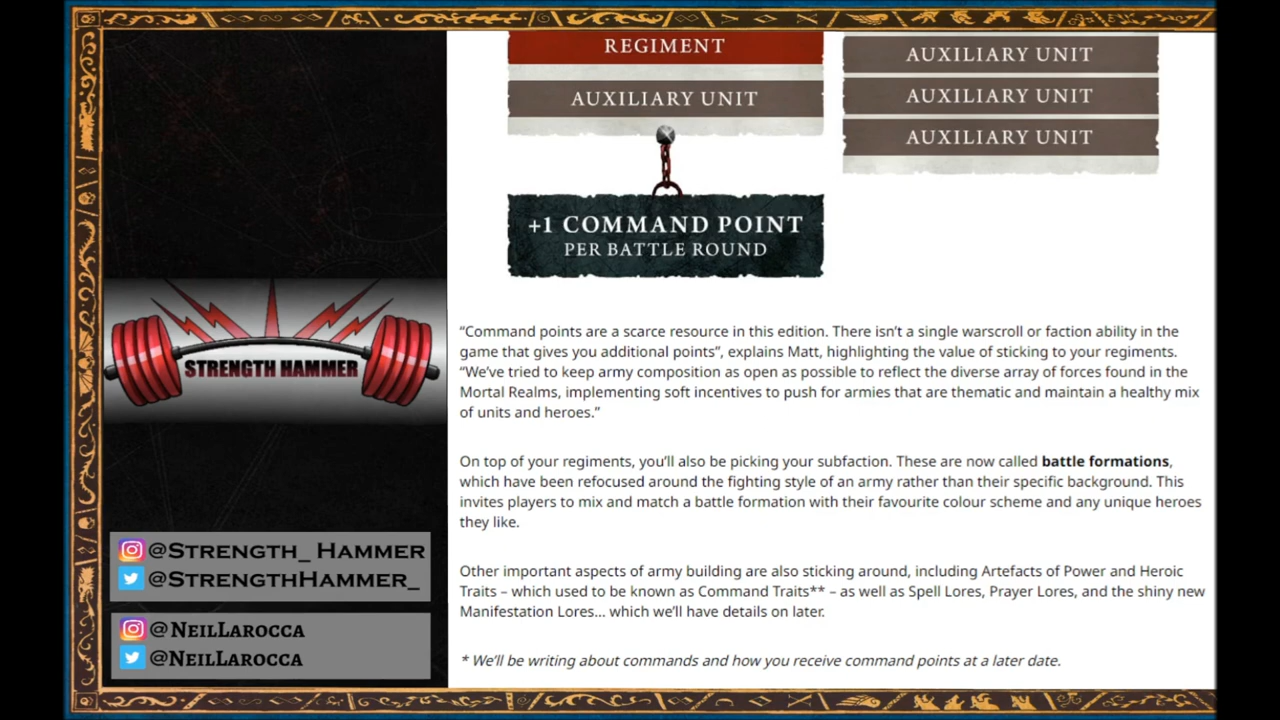 REGIMENT
AUXILIARY UNIT
+1 COMMAND POINT
PER BATTLE ROUND
AUXILIARY UNIT
AUXILIARY UNIT
AUXILIARY UNIT
STRENGTH HAMMER
@Strength_Hammer
@StrengthHammer_
@NeilLarocca
@NeilLarocca
“Command points are a scarce resource in this edition. There isn’t a single warscroll or faction ability in the
game that gives you additional points”, explains Matt, highlighting the value of sticking to your regiments.
“We’ve tried to keep army composition as open as possible to reflect the diverse array of forces found in the
Mortal Realms, implementing soft incentives to push for armies that are thematic and maintain a healthy mix
of units and heroes.”
On top of your regiments, you’ll also be picking your subfaction. These are now called battle formations,
which have been refocused around the fighting style of an army rather than their specific background. This
invites players to mix and match a battle formation with their favourite colour scheme and any unique heroes
they like.
Other important aspects of army building are also sticking around, including Artefacts of Power and Heroic
Traits – which used to be known as Command Traits** – as well as Spell Lores, Prayer Lores, and the shiny new
Manifestation Lores... which we’ll have details on later.
* We’ll be writing about commands and how you receive command points at a later date.